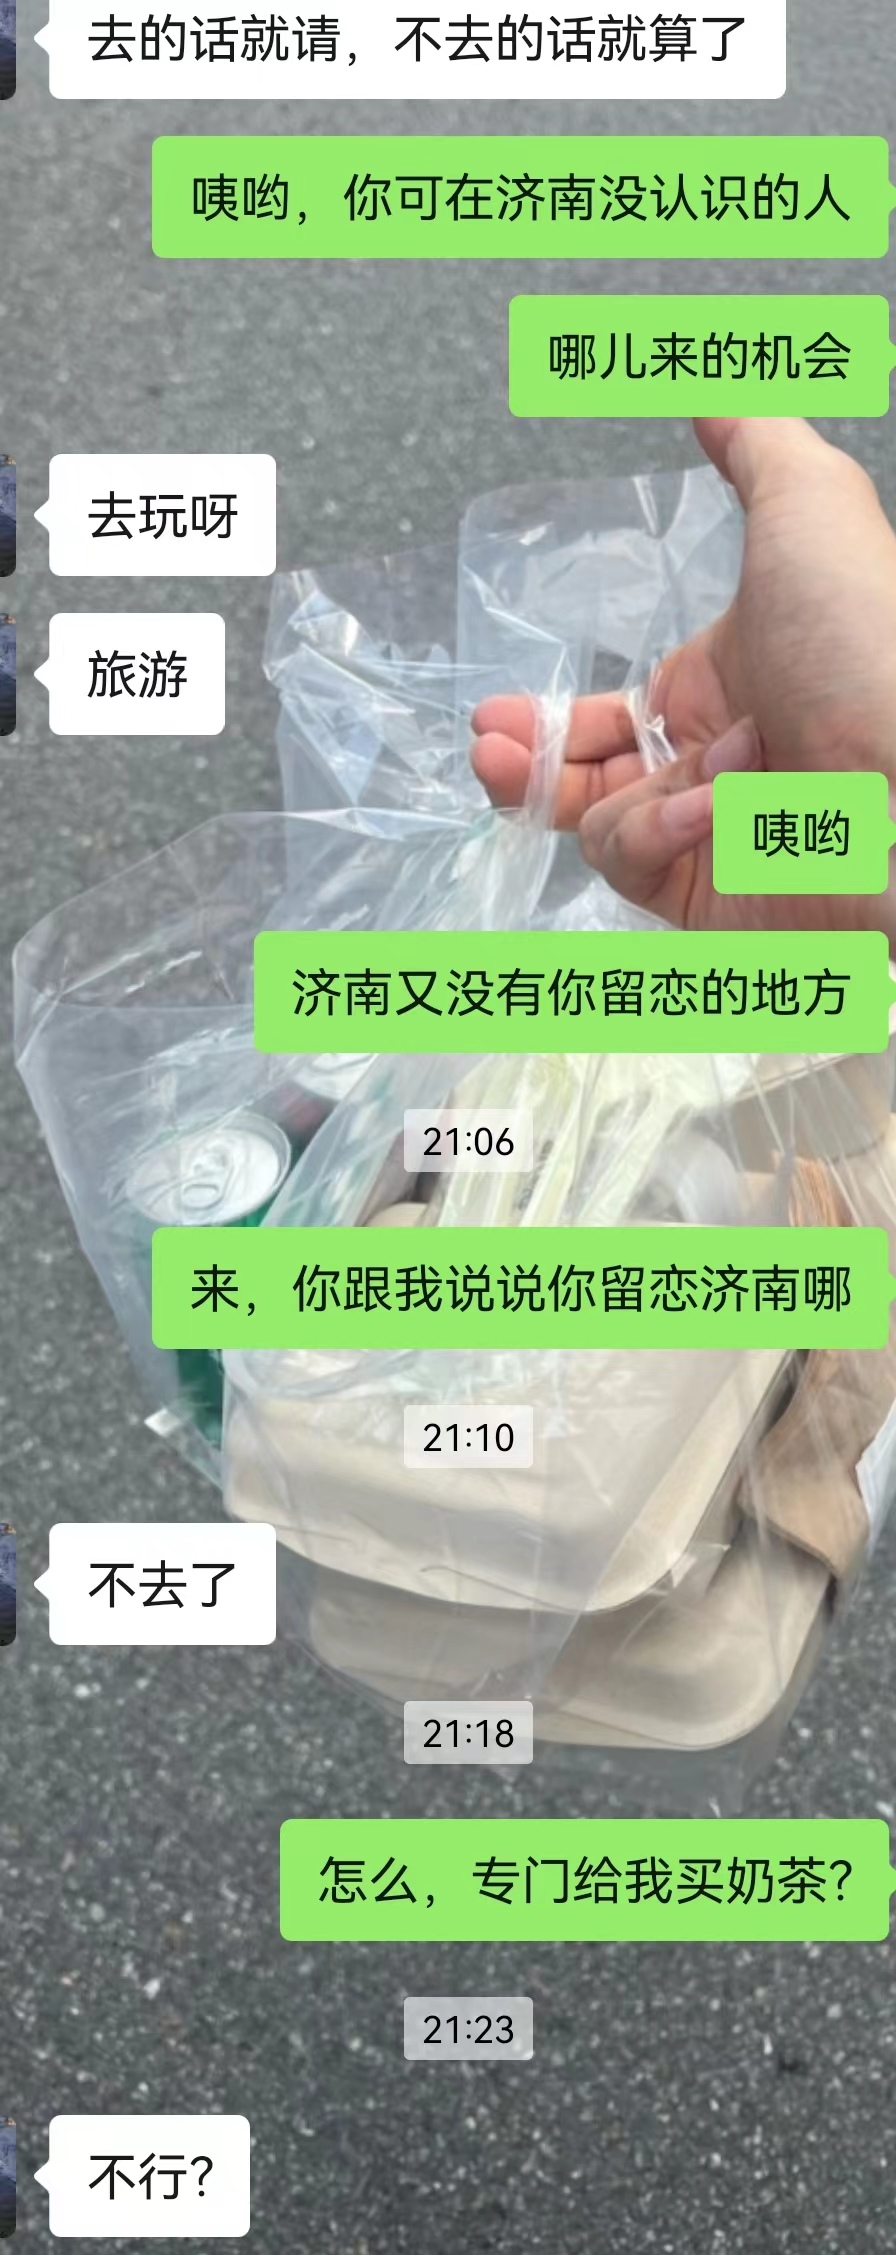 去的话就请，不去的话就算了
咦哟，你可在济南没认识的人
哪儿来的机会
去玩呀
旅游
咦哟
济南又没有你留恋的地方
21:06
来，你跟我说说你留恋济南哪
21:10
不去了
21:18
怎么，专门给我买奶茶？
21:23
不行？